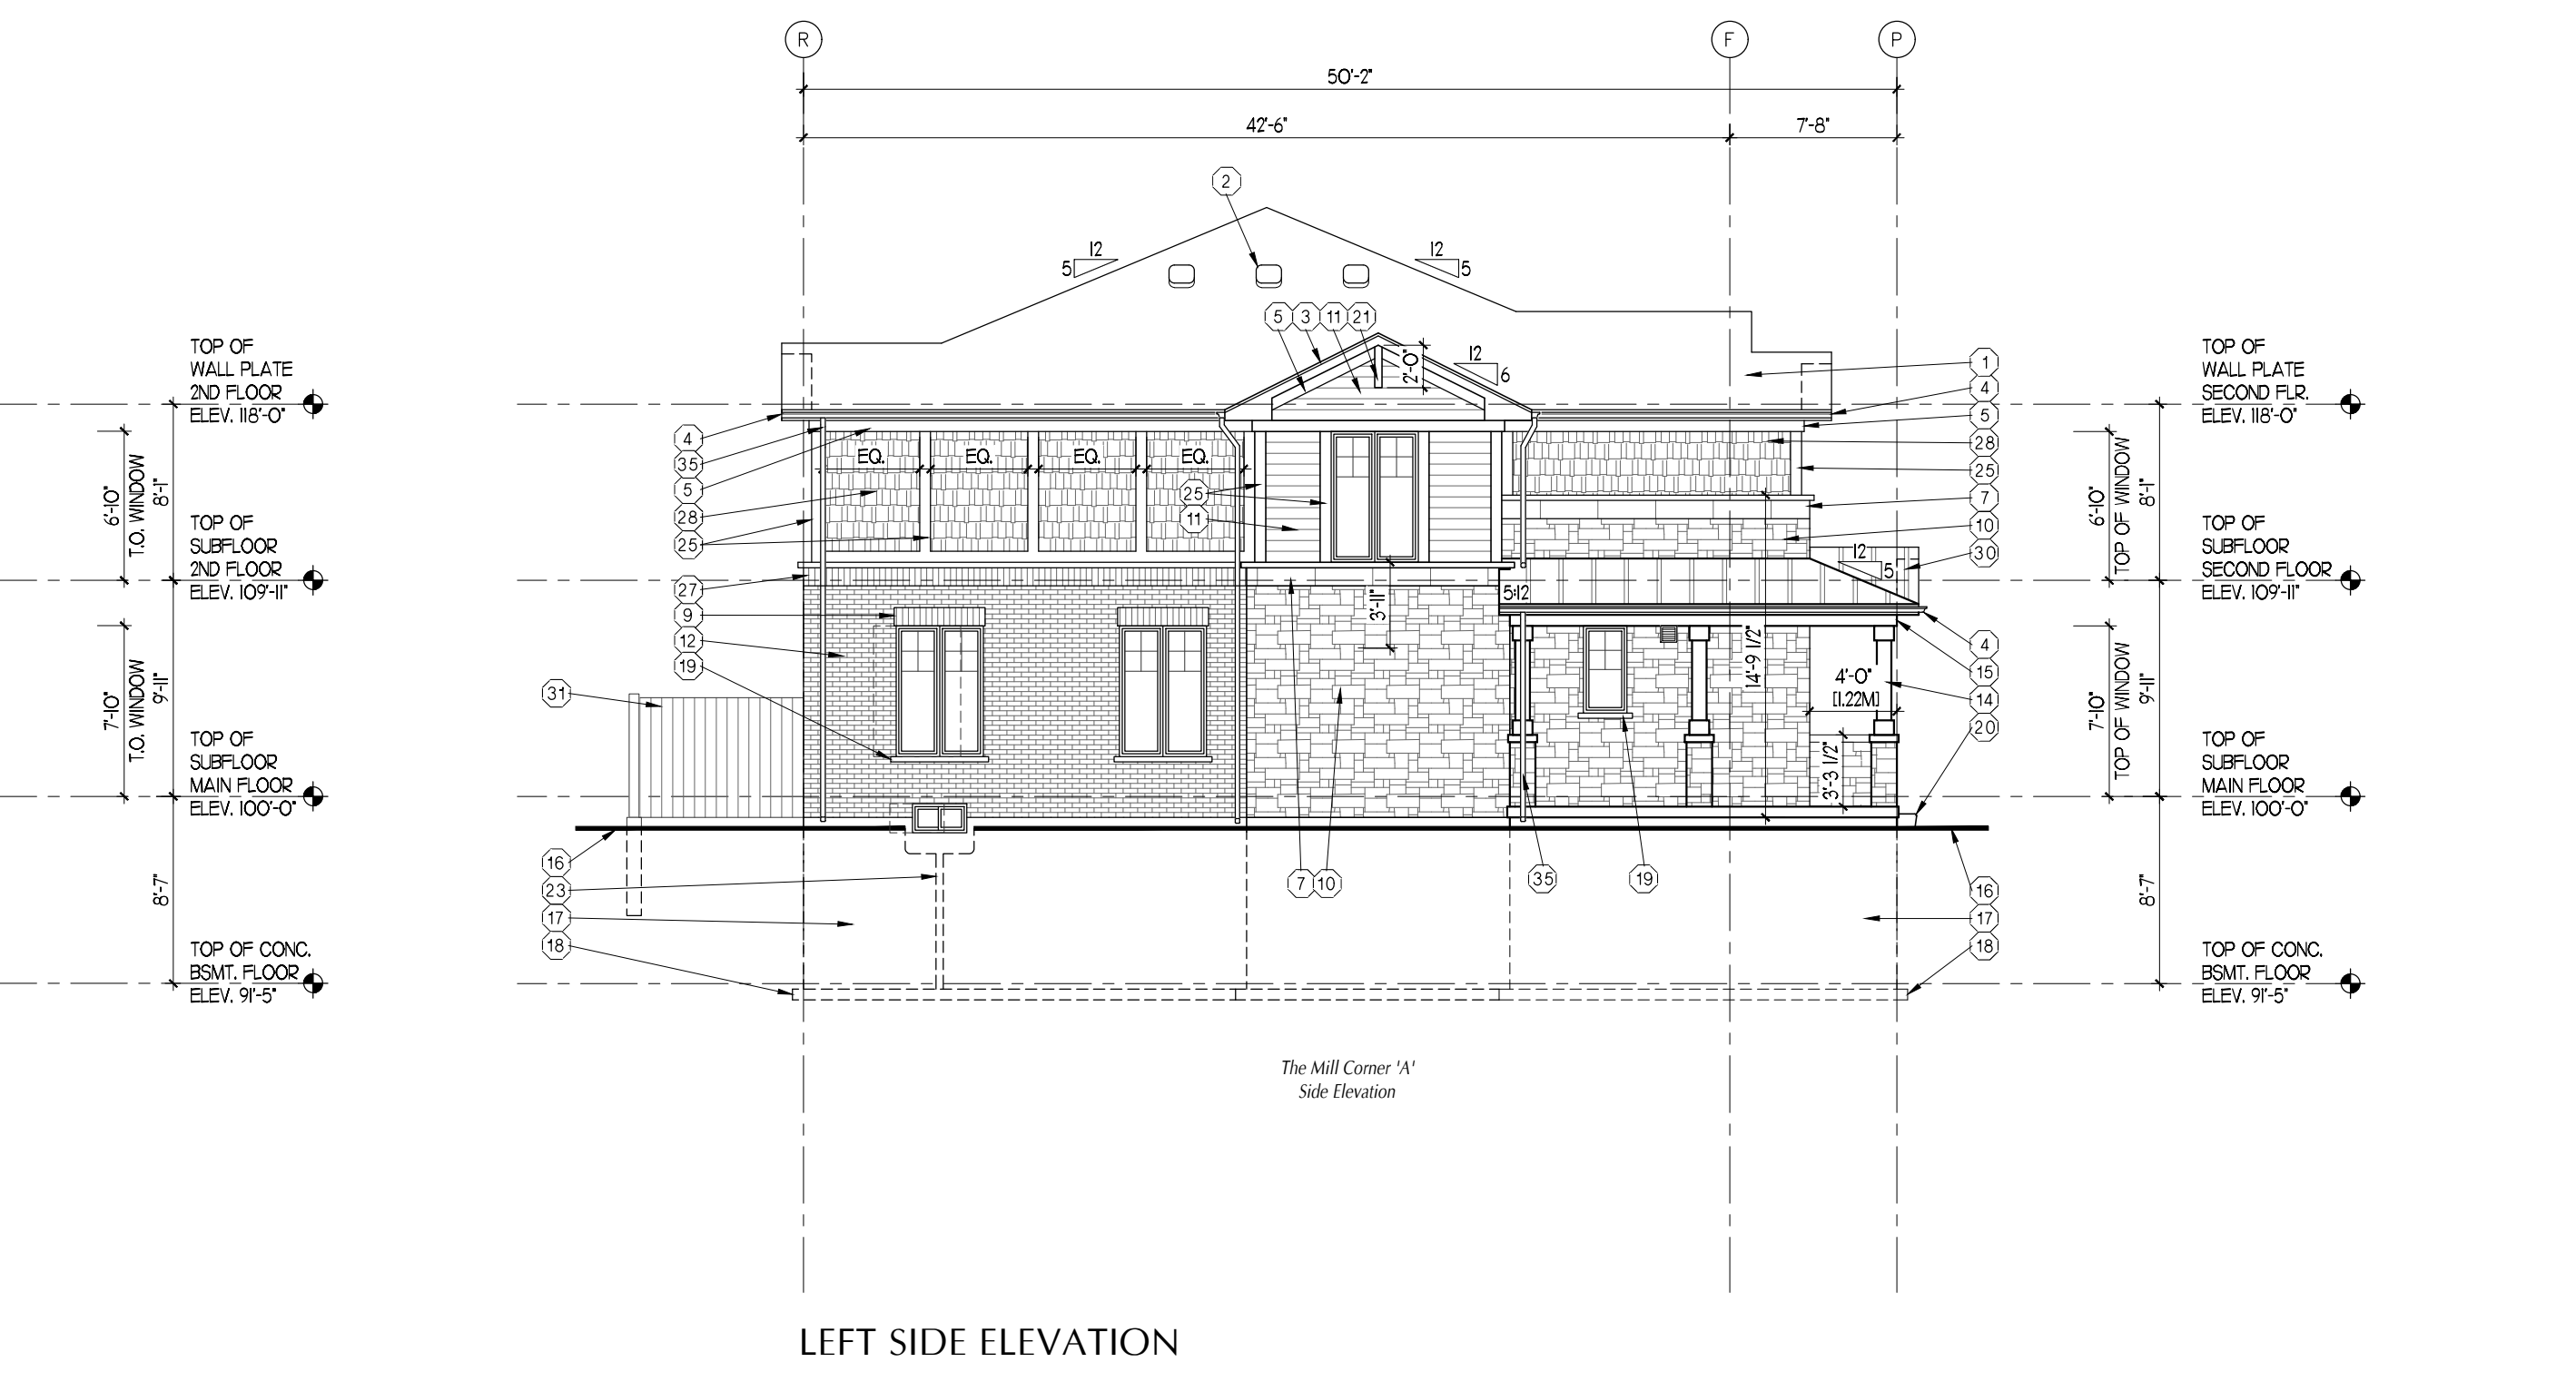 R
F
P
50'-2"
42'-6"
7'-8"
2
12
5
12
5
5 3 11 21
2'-0"
12
6
TOP OF
WALL PLATE
2ND FLOOR
ELEV. 118'-0"
6'-10"
T.O. WINDOW
8'-1"
TOP OF
SUBFLOOR
2ND FLOOR
ELEV. 109'-11"
7'-10"
T.O. WINDOW
9'-11"
TOP OF
SUBFLOOR
MAIN FLOOR
ELEV. 100'-0"
8'-7"
TOP OF CONC.
BSMT. FLOOR
ELEV. 91'-5"
4
35
5
28
25
27
9
12
19
31
16
23
17
18
EQ.
EQ.
EQ.
EQ.
25
11
3'-11"
5:12
14'-9 1/2"
4'-0"
[1.22M]
3'-3 1/2"
12
5
7 10
35
19
1
4
5
28
25
7
10
30
4
15
14
20
16
17
18
TOP OF
WALL PLATE
SECOND FLR.
ELEV. 118'-0"
6'-10"
TOP OF WINDOW
8'-1"
TOP OF
SUBFLOOR
SECOND FLOOR
ELEV. 109'-11"
7'-10"
TOP OF WINDOW
9'-11"
TOP OF
SUBFLOOR
MAIN FLOOR
ELEV. 100'-0"
8'-7"
TOP OF CONC.
BSMT. FLOOR
ELEV. 91'-5"
The Mill Corner 'A'
Side Elevation
LEFT SIDE ELEVATION